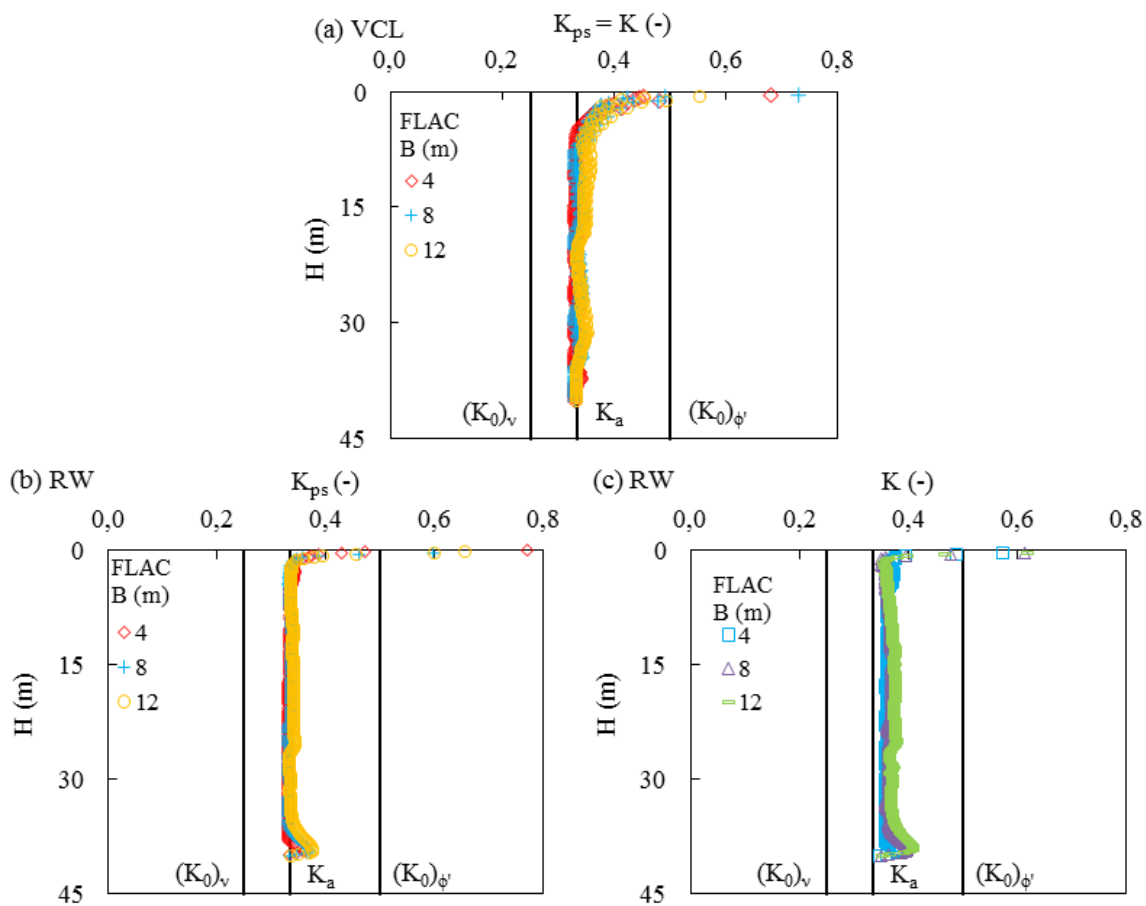 (a) VCL
K_ps = K (-)
0,0 0,2 0,4 0,6 0,8
0
15
30
45
H (m)
FLAC
B (m)
4
8
12
(K₀)ᵥ Kₐ (K₀)ϕ'
(b) RW
K_ps (-)
0,0 0,2 0,4 0,6 0,8
0
15
30
45
H (m)
FLAC
B (m)
4
8
12
(K₀)ᵥ Kₐ (K₀)ϕ'
(c) RW
K (-)
0,0 0,2 0,4 0,6 0,8
0
15
30
45
H (m)
FLAC
B (m)
4
8
12
(K₀)ᵥ Kₐ (K₀)ϕ'